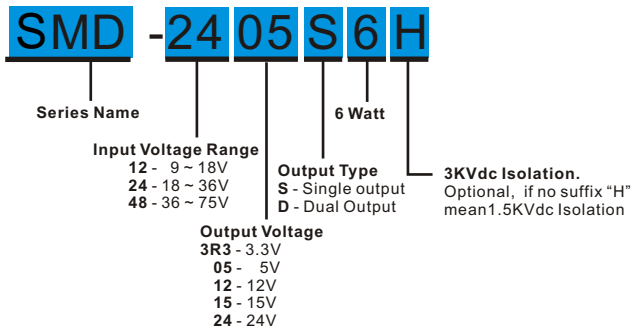 SMD -24 05 S 6 H
Series Name
6 Watt
Input Voltage Range
12 - 9 ~ 18V
24 - 18 ~ 36V
48 - 36 ~ 75V
Output Type
S - Single output
D - Dual Output
3KVdc Isolation.
Optional, if no suffix “H”
mean1.5KVdc Isolation
Output Voltage
3R3 - 3.3V
05 - 5V
12 - 12V
15 - 15V
24 - 24V